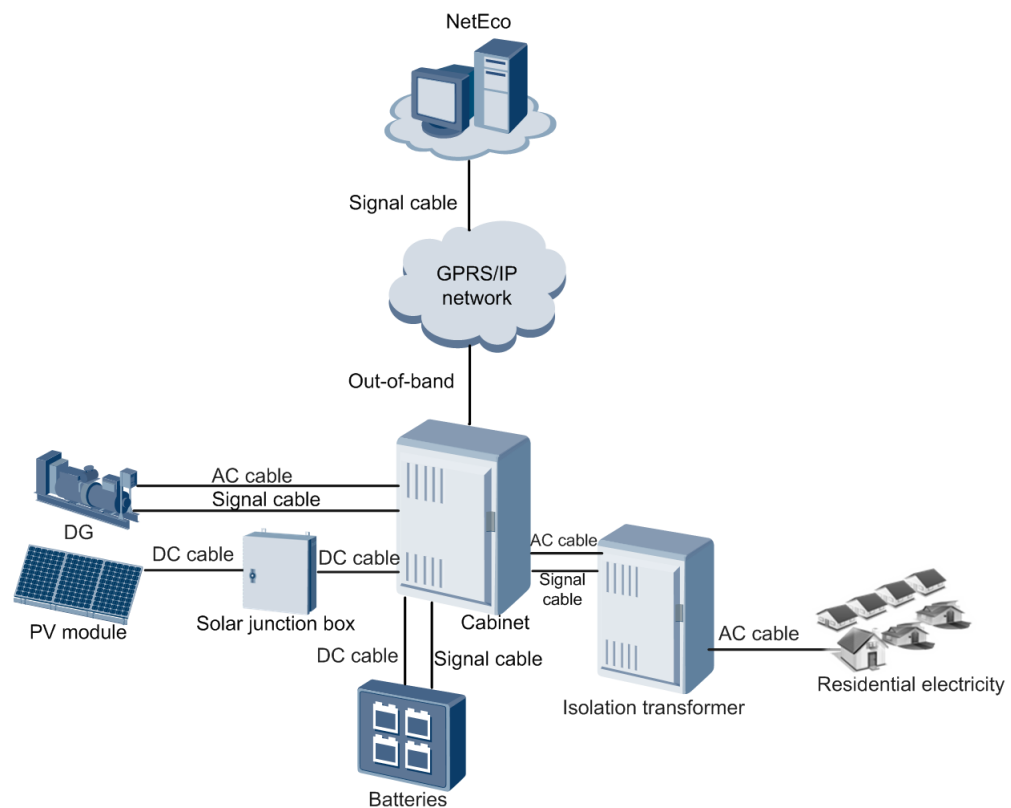 NetEco
Signal cable
GPRS/IP
network
Out-of-band
AC cable
Signal cable
DG
DC cable
DC cable
PV module
Solar junction box
Cabinet
AC cable
Signal
cable
DC cable
Signal cable
AC cable
Residential electricity
Isolation transformer
Batteries